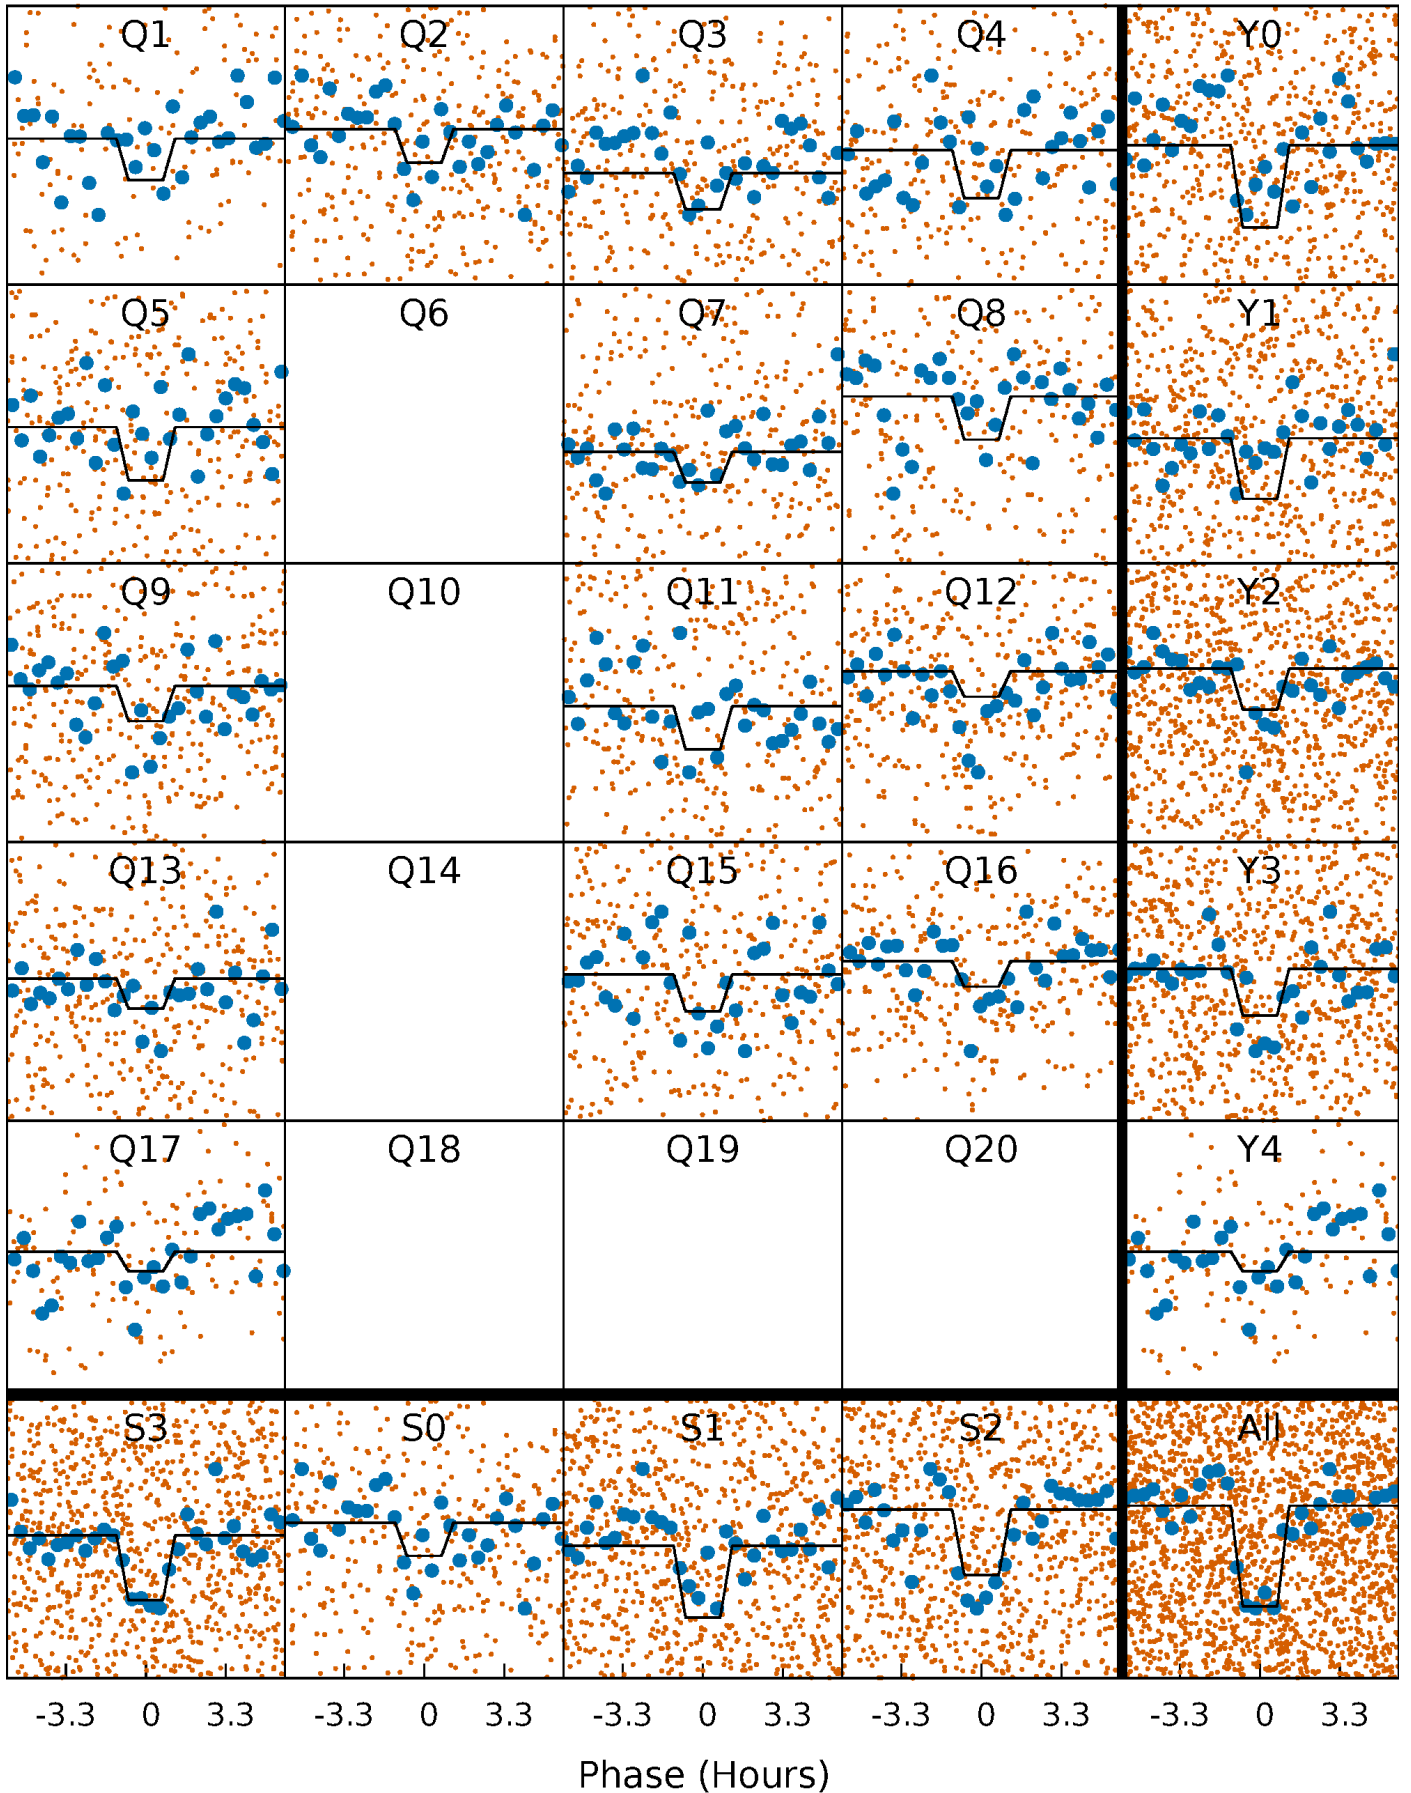 Q1 Q2 Q3 Q4 Y0
Q5 Q6 Q7 Q8 Y1
Q9 Q10 Q11 Q12 Y2
Q13 Q14 Q15 Q16 Y3
Q17 Q18 Q19 Q20 Y4
S3 S0 S1 S2 All
-3.3 0 3.3 -3.3 0 3.3 -3.3 0 3.3 -3.3 0 3.3 -3.3 0 3.3
Phase (Hours)